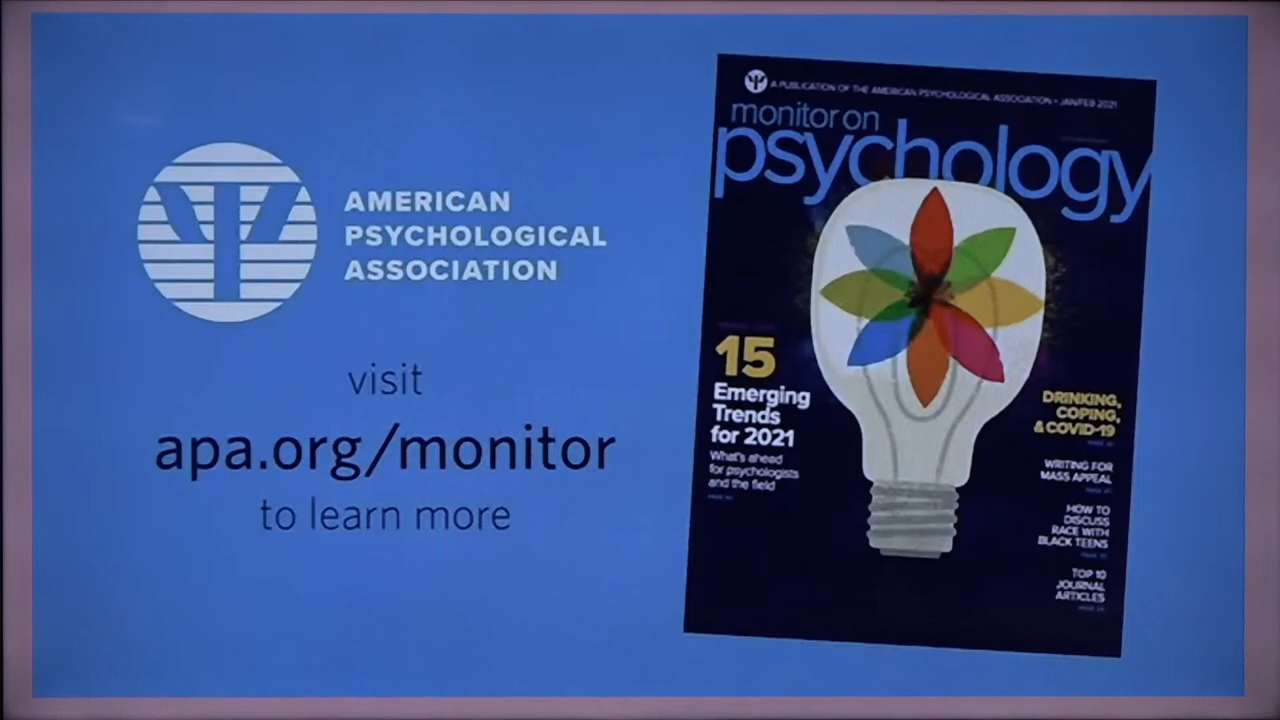 AMERICAN
PSYCHOLOGICAL
ASSOCIATION
visit
apa.org/monitor
to learn more
A PUBLICATION OF THE AMERICAN PSYCHOLOGICAL ASSOCIATION • JAN/FEB 2021
monitor on
psychology
15
Emerging
Trends
for 2021
What's ahead
for psychologists
and the field
DRINKING,
COPING,
& COVID-19
WRITING FOR
MASS APPEAL
HOW TO
DISCUSS
RACE WITH
BLACK TEENS
TOP 10
JOURNAL
ARTICLES